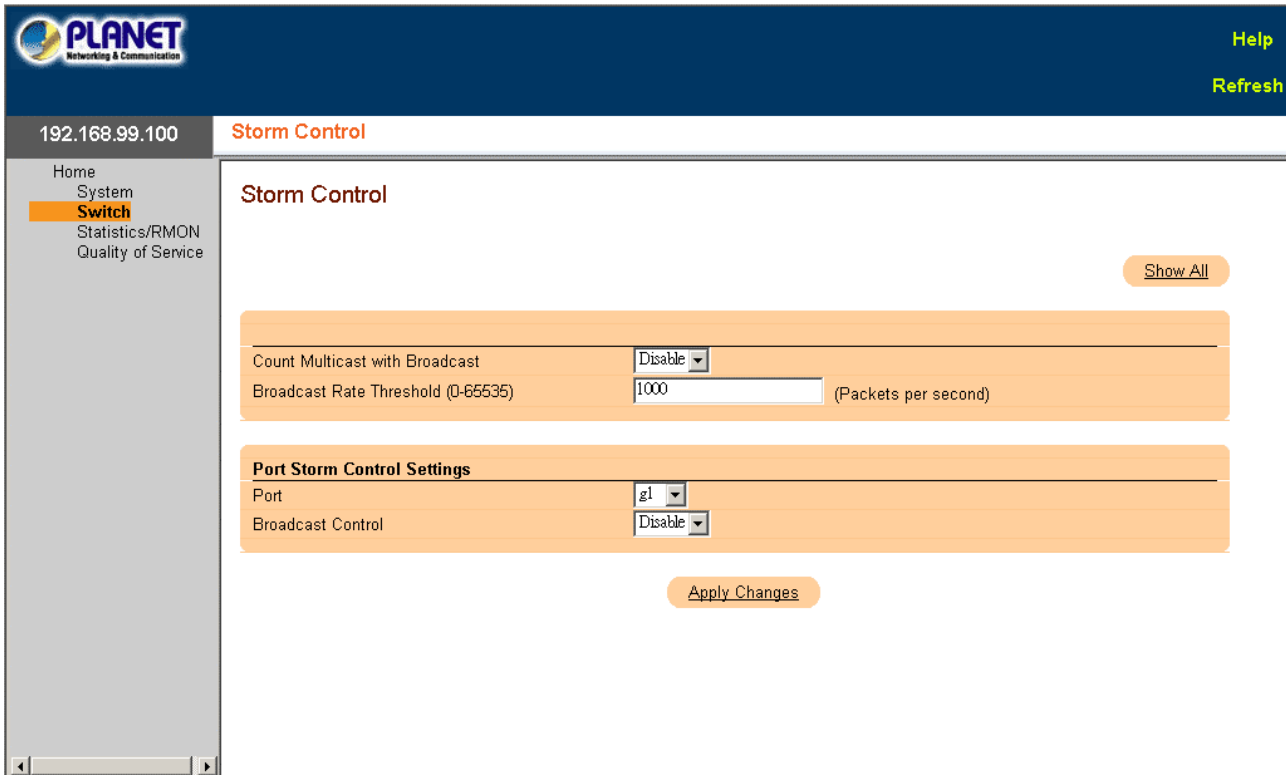 PLANET
Networking & Communication
Help
Refresh
192.168.99.100
Storm Control
Home
System
Switch
Statistics/RMON
Quality of Service
Storm Control
Show All
Count Multicast with Broadcast Disable
Broadcast Rate Threshold (0-65535) 1000 (Packets per second)
Port Storm Control Settings
Port g1
Broadcast Control Disable
Apply Changes